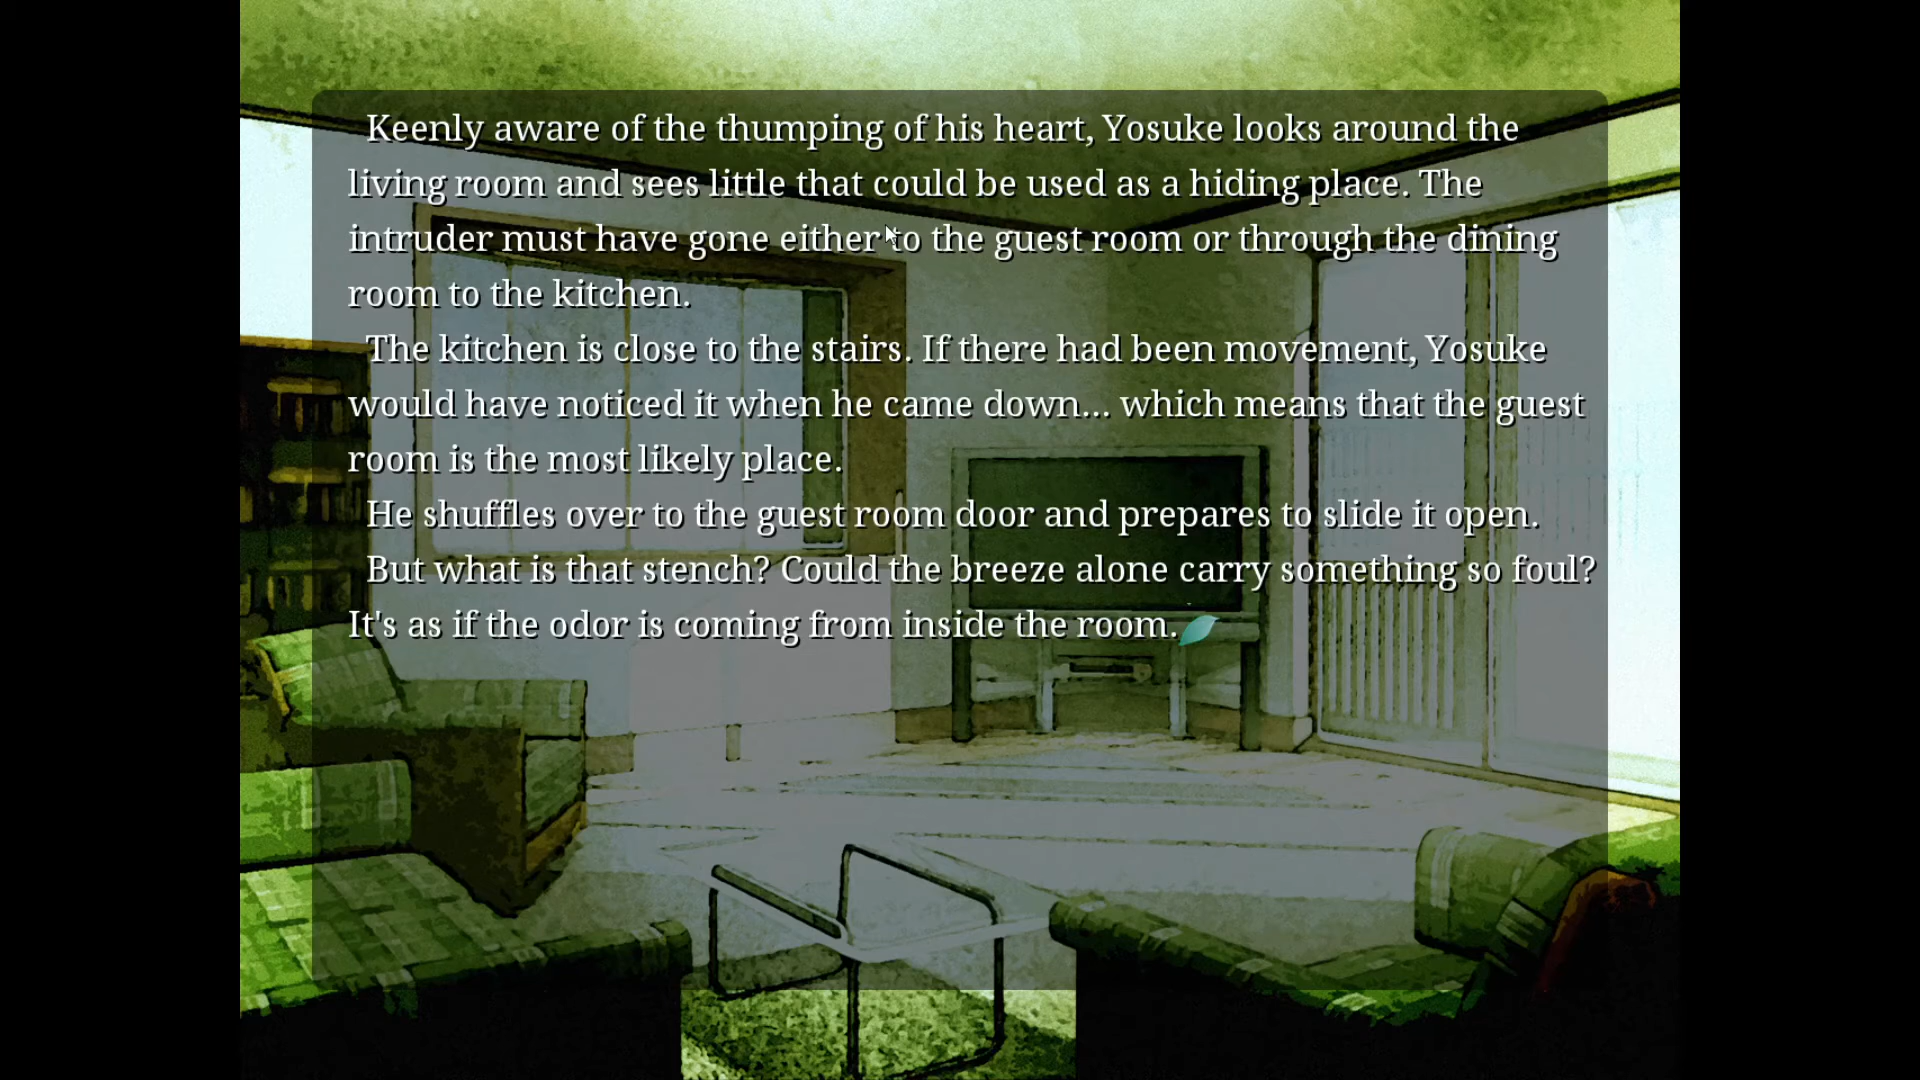 Keenly aware of the thumping of his heart, Yosuke looks around the
living room and sees little that could be used as a hiding place. The
intruder must have gone either to the guest room or through the dining
room to the kitchen.
The kitchen is close to the stairs. If there had been movement, Yosuke
would have noticed it when he came down... which means that the guest
room is the most likely place.
He shuffles over to the guest room door and prepares to slide it open.
But what is that stench? Could the breeze alone carry something so foul?
It's as if the odor is coming from inside the room.